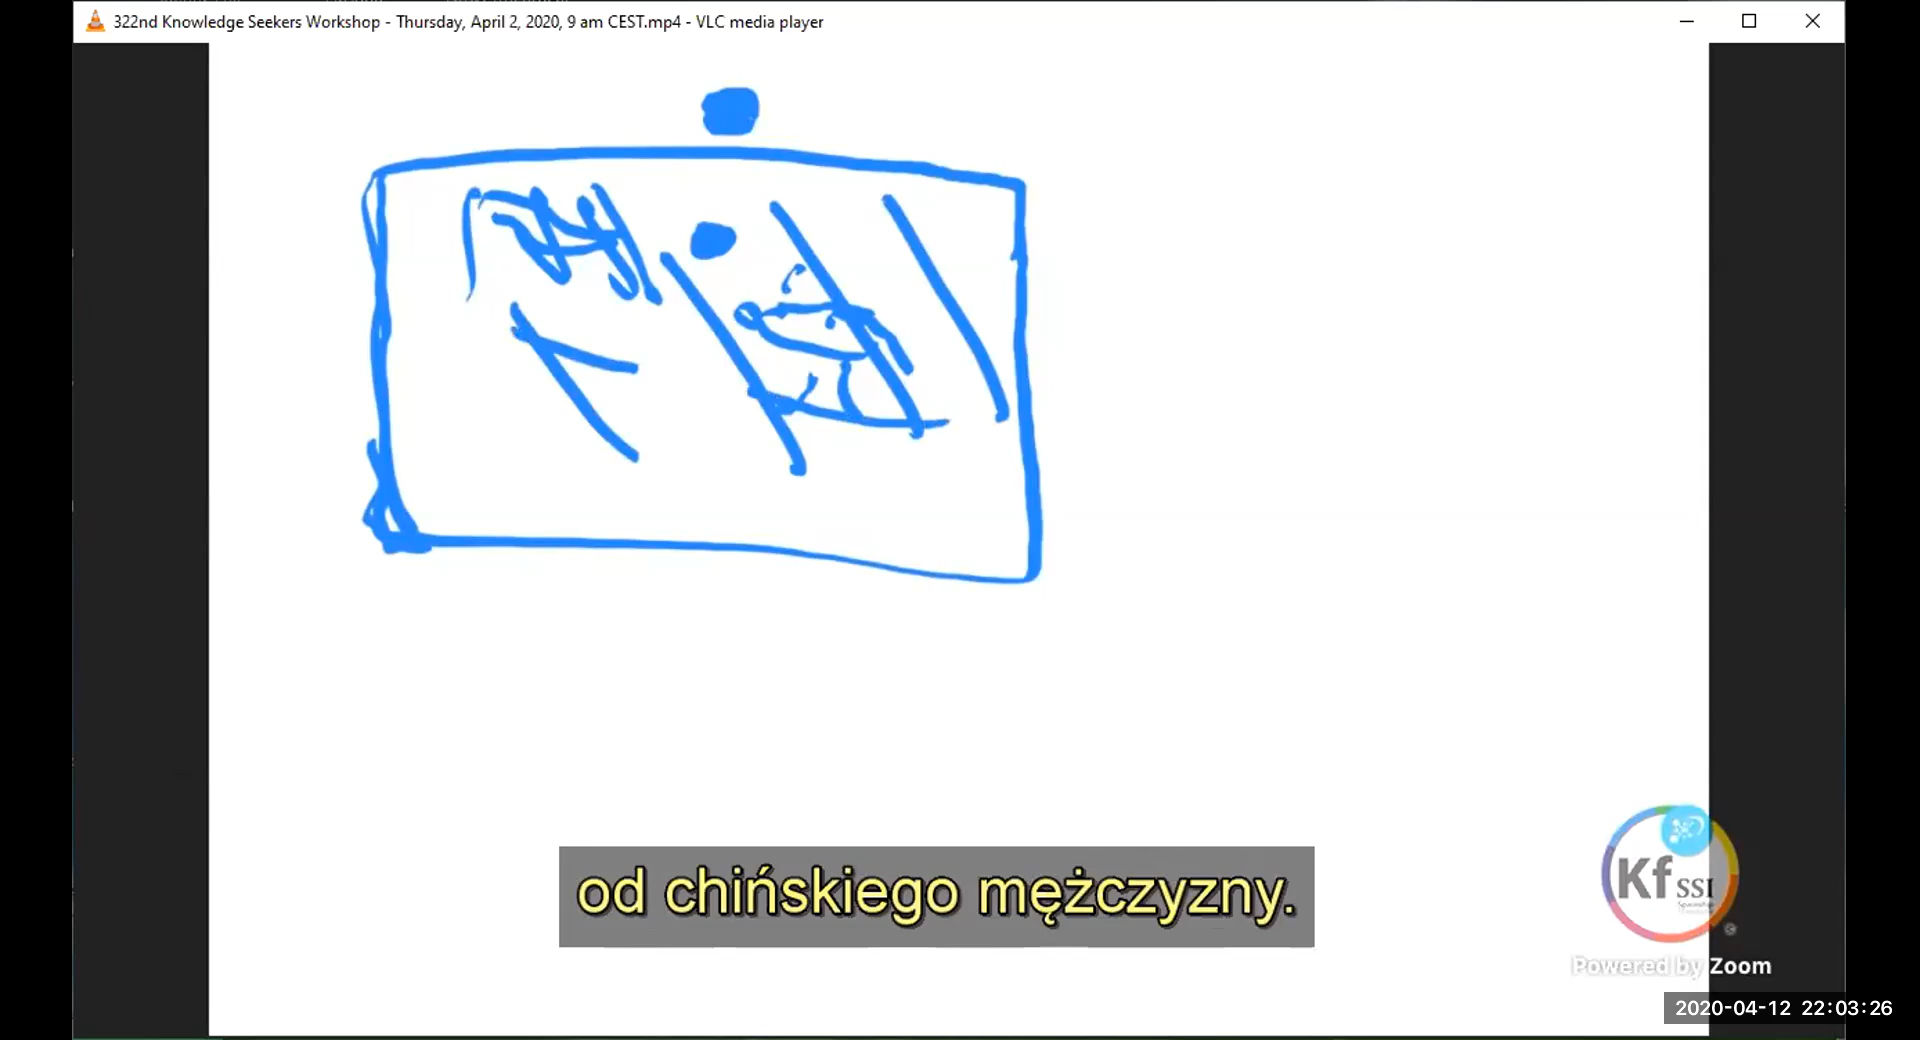 322nd Knowledge Seekers Workshop - Thursday, April 2, 2020, 9 am CEST.mp4 - VLC media player
od chińskiego mężczyzny.
Kf SSI
Powered by Zoom
2020-04-12 22:03:26